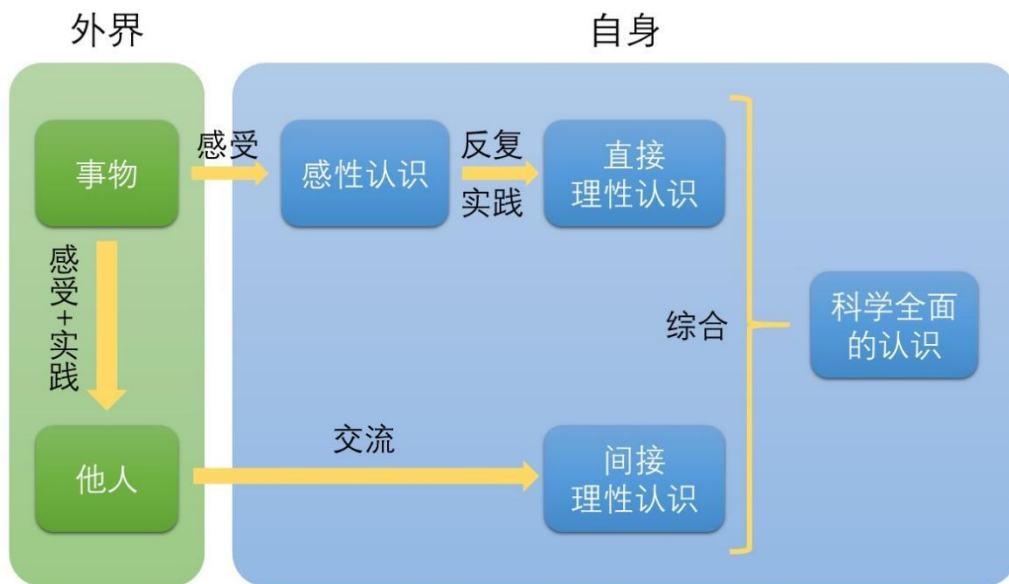 外界
自身
事物
感受
感性认识
反复
实践
直接
理性认识
感受+实践
综合
科学全面
的认识
他人
交流
间接
理性认识